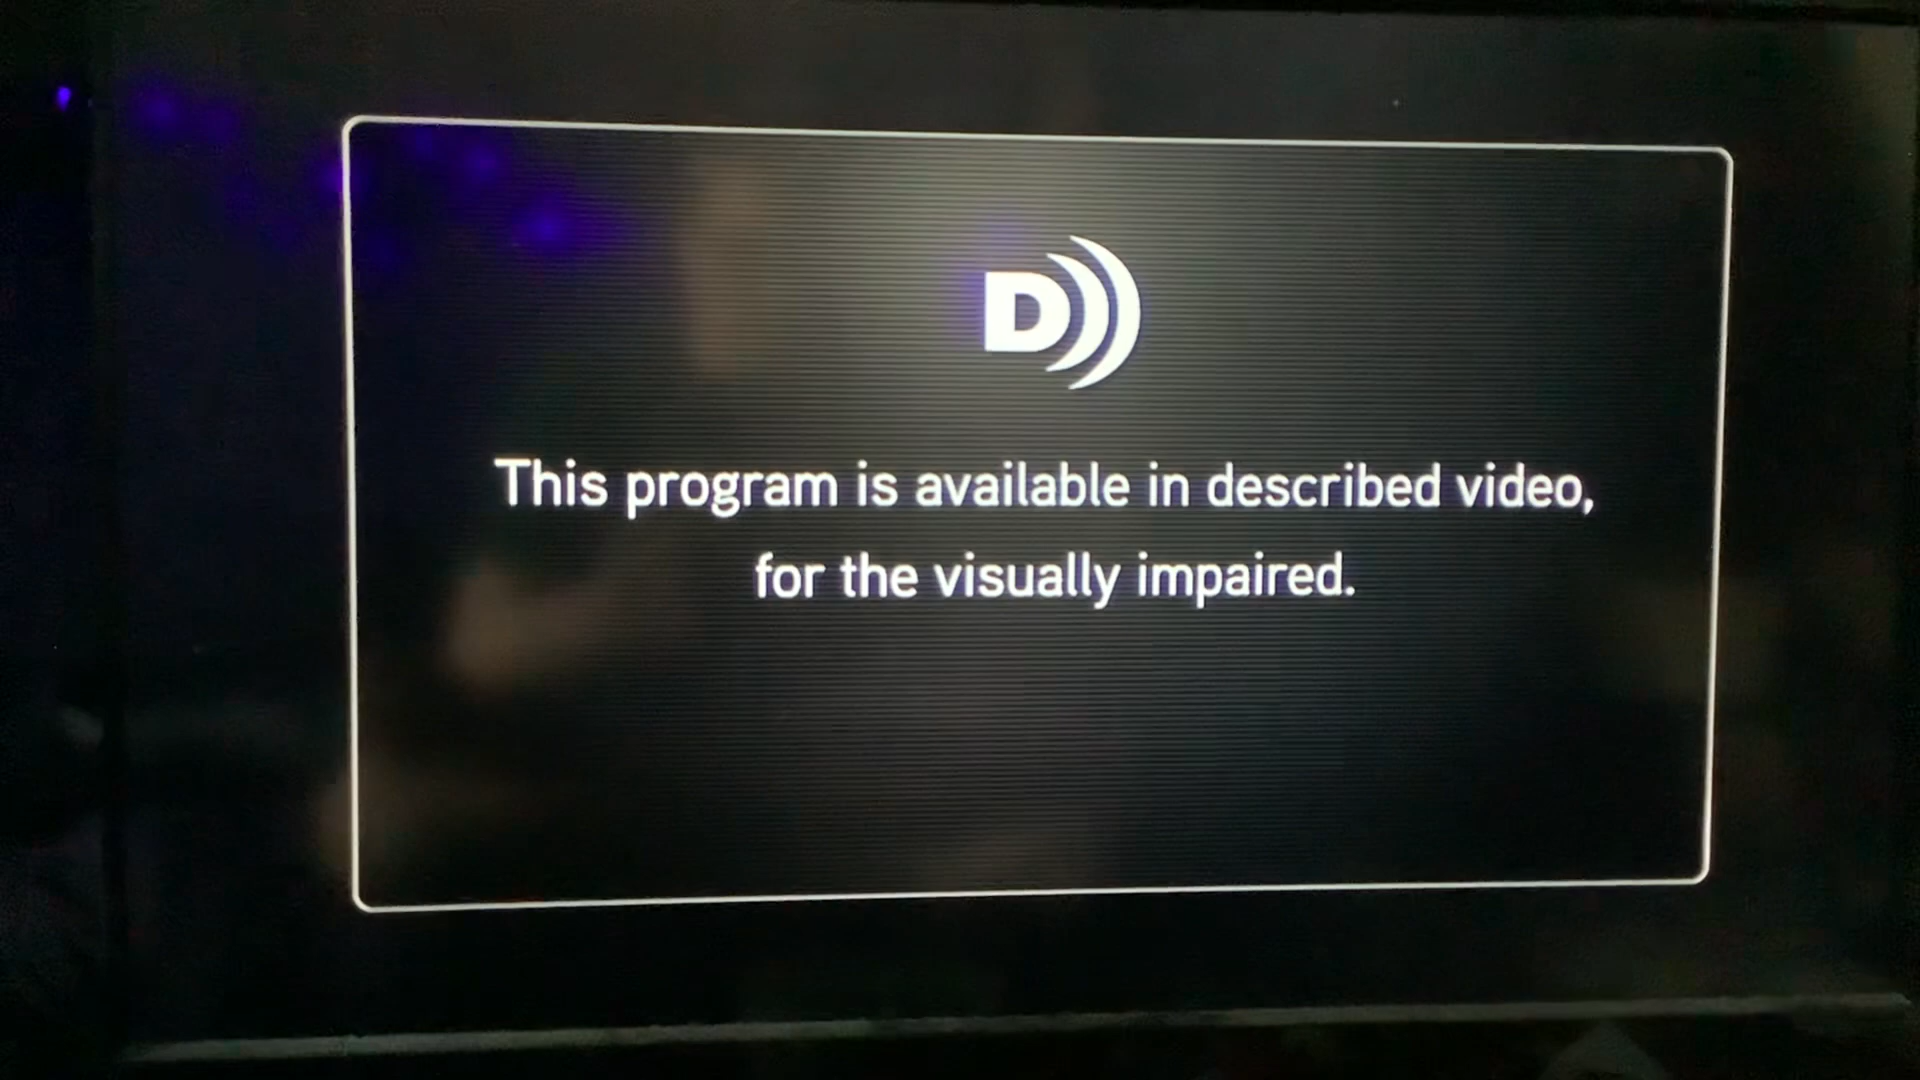 D
This program is available in described video,
for the visually impaired.